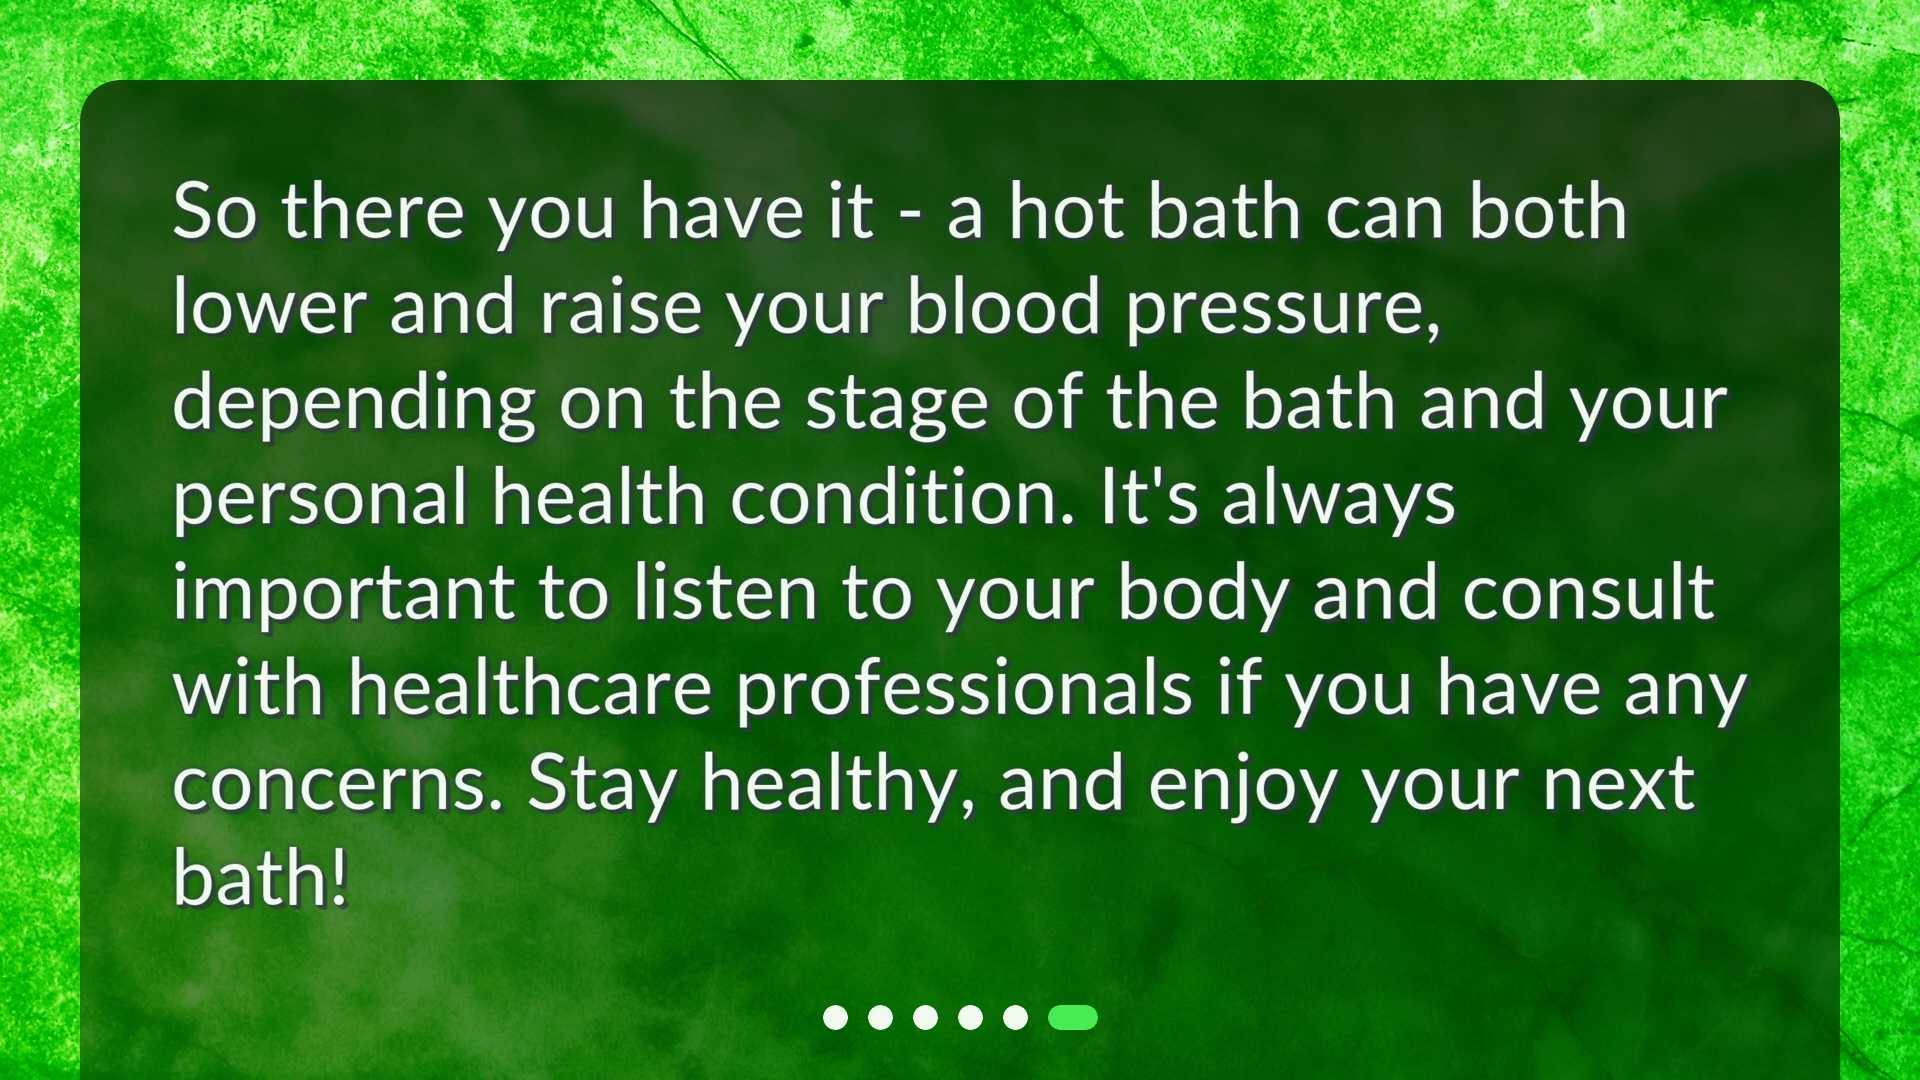 So there you have it - a hot bath can both
lower and raise your blood pressure,
depending on the stage of the bath and your
personal health condition. It's always
important to listen to your body and consult
with healthcare professionals if you have any
concerns. Stay healthy, and enjoy your next
bath!